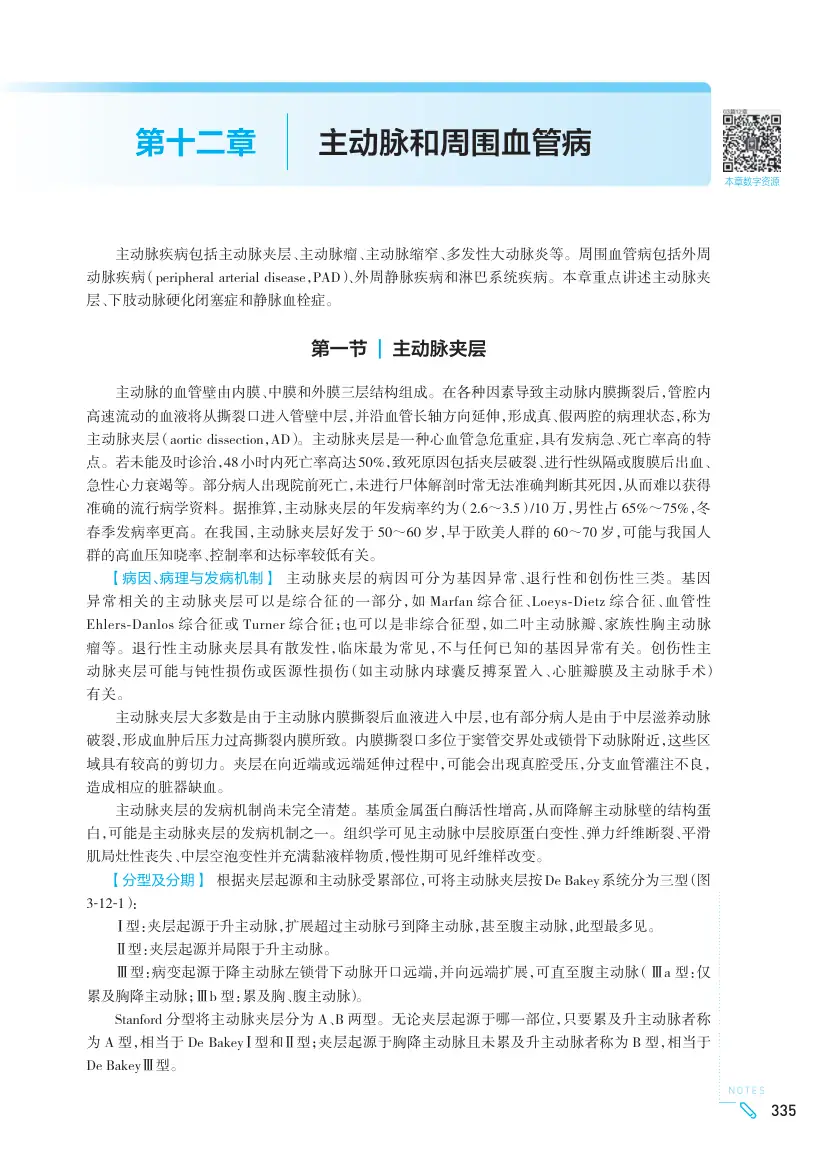 第十二章 主动脉和周围血管病
本章数字资源
主动脉疾病包括主动脉夹层、主动脉瘤、主动脉缩窄、多发性大动脉炎等。周围血管病包括外周
动脉疾病（peripheral arterial disease,PAD）、外周静脉疾病和淋巴系统疾病。本章重点讲述主动脉夹
层、下肢动脉硬化闭塞症和静脉血栓症。
第一节 | 主动脉夹层
主动脉的血管壁由内膜、中膜和外膜三层结构组成。在各种因素导致主动脉内膜撕裂后,管腔内
高速流动的血液将从撕裂口进入管壁中层,并沿血管长轴方向延伸,形成真、假两腔的病理状态,称为
主动脉夹层（aortic dissection,AD）。主动脉夹层是一种心血管急危重症,具有发病急、死亡率高的特
点。若未能及时诊治,48小时内死亡率高达50%,致死原因包括夹层破裂、进行性纵隔或腹膜后出血、
急性心力衰竭等。部分病人出现院前死亡,未进行尸体解剖时常无法准确判断其死因,从而难以获得
准确的流行病学资料。据推算,主动脉夹层的年发病率约为（2.6～3.5）/10万,男性占65%～75%,冬
春季发病率更高。在我国,主动脉夹层好发于50～60岁,早于欧美人群的60～70岁,可能与我国人
群的高血压知晓率、控制率和达标率较低有关。
【病因、病理与发病机制】 主动脉夹层的病因可分为基因异常、退行性和创伤性三类。基因
异常相关的主动脉夹层可以是综合征的一部分,如 Marfan 综合征、Loeys-Dietz 综合征、血管性
Ehlers-Danlos 综合征或 Turner 综合征;也可以是非综合征型,如二叶主动脉瓣、家族性胸主动脉
瘤等。退行性主动脉夹层具有散发性,临床最为常见,不与任何已知的基因异常有关。创伤性主
动脉夹层可能与钝性损伤或医源性损伤（如主动脉内球囊反搏泵置入、心脏瓣膜及主动脉手术）
有关。
主动脉夹层大多数是由于主动脉内膜撕裂后血液进入中层,也有部分病人是由于中层滋养动脉
破裂,形成血肿后压力过高撕裂内膜所致。内膜撕裂口多位于窦管交界处或锁骨下动脉附近,这些区
域具有较高的剪切力。夹层在向近端或远端延伸过程中,可能会出现真腔受压,分支血管灌注不良,
造成相应的脏器缺血。
主动脉夹层的发病机制尚未完全清楚。基质金属蛋白酶活性增高,从而降解主动脉壁的结构蛋
白,可能是主动脉夹层的发病机制之一。组织学可见主动脉中层胶原蛋白变性、弹力纤维断裂、平滑
肌局灶性丧失、中层空泡变性并充满黏液样物质,慢性期可见纤维样改变。
【分型及分期】 根据夹层起源和主动脉受累部位,可将主动脉夹层按De Bakey系统分为三型（图
3-12-1）:
Ⅰ型:夹层起源于升主动脉,扩展超过主动脉弓到降主动脉,甚至腹主动脉,此型最多见。
Ⅱ型:夹层起源并局限于升主动脉。
Ⅲ型:病变起源于降主动脉左锁骨下动脉开口远端,并向远端扩展,可直至腹主动脉（Ⅲa型:仅
累及胸降主动脉;Ⅲb型:累及胸、腹主动脉）。
Stanford 分型将主动脉夹层分为 A、B 两型。无论夹层起源于哪一部位,只要累及升主动脉者称
为 A 型,相当于 De BakeyⅠ型和Ⅱ型;夹层起源于胸降主动脉且未累及升主动脉者称为 B 型,相当于
De BakeyⅢ型。
NOTES
335